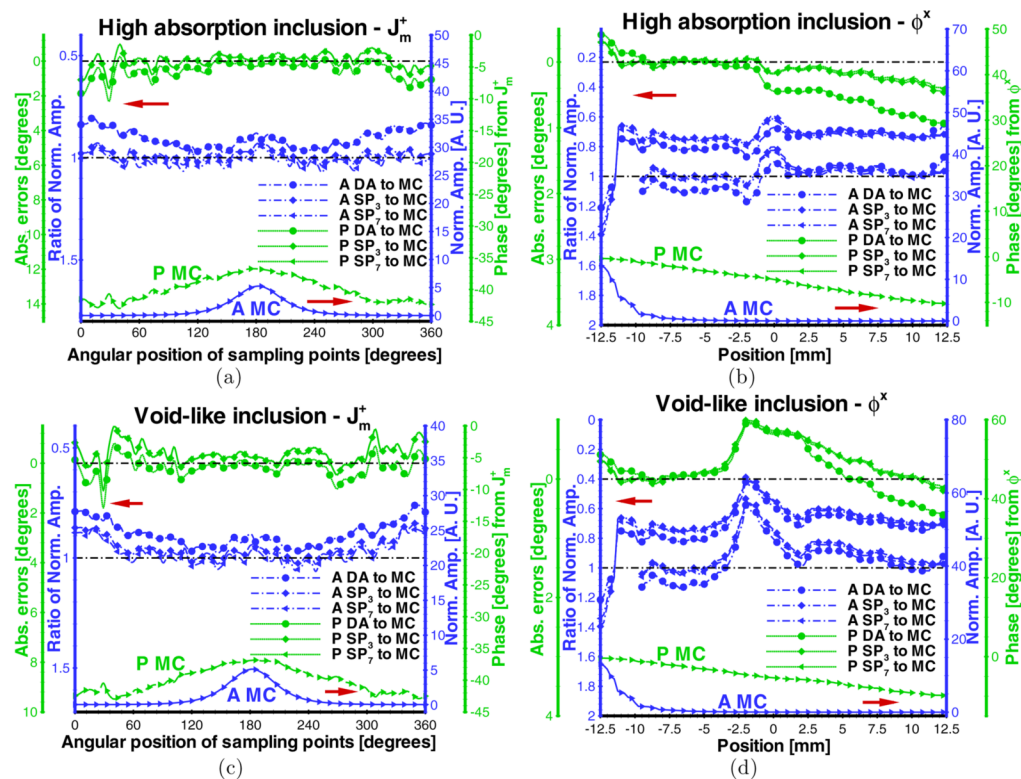 High absorption inclusion - J⁺ₘ
Abs. errors [degrees]
0
2
4
6
8
10
12
14
Ratio of Norm. Amp.
0.5
1
1.5
A DA to MC
A SP₃ to MC
A SP₇ to MC
P DA to MC
P SP₃ to MC
P SP₇ to MC
P MC
A MC
50
45
40
35
30
25
20
15
10
5
0
Norm. Amp. [A. U.]
0
-5
-10
-15
-20
-25
-30
-35
-40
-45
Phase [degrees] from J⁺ₘ
0 60 120 180 240 300 360
Angular position of sampling points [degrees]
(a)
High absorption inclusion - ϕˣ
Abs. errors [degrees]
0
1
2
3
4
Ratio of Norm. Amp.
0
0.2
0.4
0.6
0.8
1
1.2
1.4
1.6
1.8
2
A DA to MC
A SP₃ to MC
A SP₇ to MC
P DA to MC
P SP₃ to MC
P SP₇ to MC
P MC
A MC
70
60
50
40
30
20
10
0
Norm. Amp. [A. U.]
50
40
30
20
10
0
-10
Phase [degrees] from ϕˣ
-12.5 -10 -7.5 -5 -2.5 0 2.5 5 7.5 10 12.5
Position [mm]
(b)
Void-like inclusion - J⁺ₘ
Abs. errors [degrees]
0
2
4
6
8
10
Ratio of Norm. Amp.
0.5
1
1.5
A DA to MC
A SP₃ to MC
A SP₇ to MC
P DA to MC
P SP₃ to MC
P SP₇ to MC
P MC
A MC
40
35
30
25
20
15
10
5
0
Norm. Amp. [A. U.]
0
-5
-10
-15
-20
-25
-30
-35
-40
-45
Phase [degrees] from J⁺ₘ
0 60 120 180 240 300 360
Angular position of sampling points [degrees]
(c)
Void-like inclusion - ϕˣ
Abs. errors [degrees]
0
1
2
4
Ratio of Norm. Amp.
0
0.2
0.4
0.6
0.8
1
1.2
1.4
1.6
1.8
2
A DA to MC
A SP₃ to MC
A SP₇ to MC
P DA to MC
P SP₃ to MC
P SP₇ to MC
P MC
A MC
80
60
40
20
0
Norm. Amp. [A. U.]
60
40
20
0
Phase [degrees] from ϕˣ
-12.5 -10 -7.5 -5 -2.5 0 2.5 5 7.5 10 12.5
Position [mm]
(d)